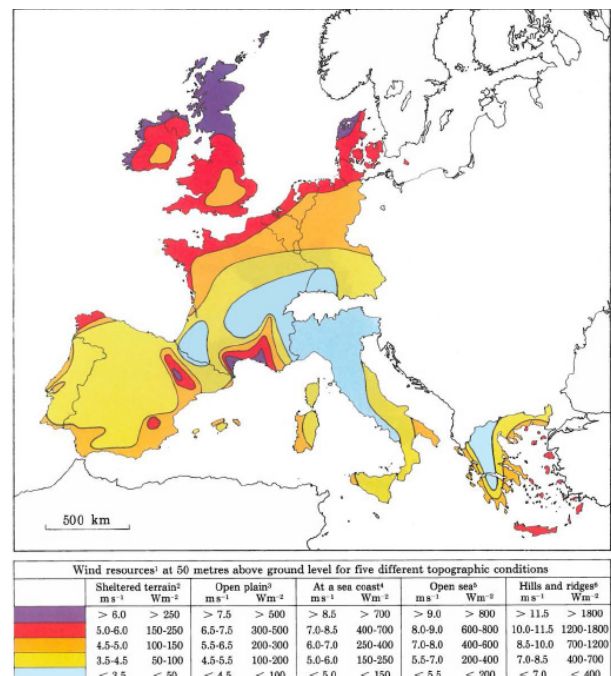 500 km
Wind resources¹ at 50 metres above ground level for five different topographic conditions
Sheltered terrain² Open plain³ At a sea coast⁴ Open sea⁵ Hills and ridges⁶
m s⁻¹ Wm⁻² m s⁻¹ Wm⁻² m s⁻¹ Wm⁻² m s⁻¹ Wm⁻² m s⁻¹ Wm⁻²
> 6.0 > 250 > 7.5 > 500 > 8.5 > 700 > 9.0 > 800 > 11.5 > 1800
5.0-6.0 150-250 6.5-7.5 300-500 7.0-8.5 400-700 8.0-9.0 600-800 10.0-11.5 1200-1800
4.5-5.0 100-150 5.5-6.5 200-300 6.0-7.0 250-400 7.0-8.0 400-600 8.5-10.0 700-1200
3.5-4.5 50-100 4.5-5.5 100-200 5.0-6.0 150-250 5.5-7.0 200-400 7.0-8.5 400-700
< 3.5 < 50 < 4.5 < 100 < 5.0 < 150 < 5.5 < 200 < 7.0 < 400